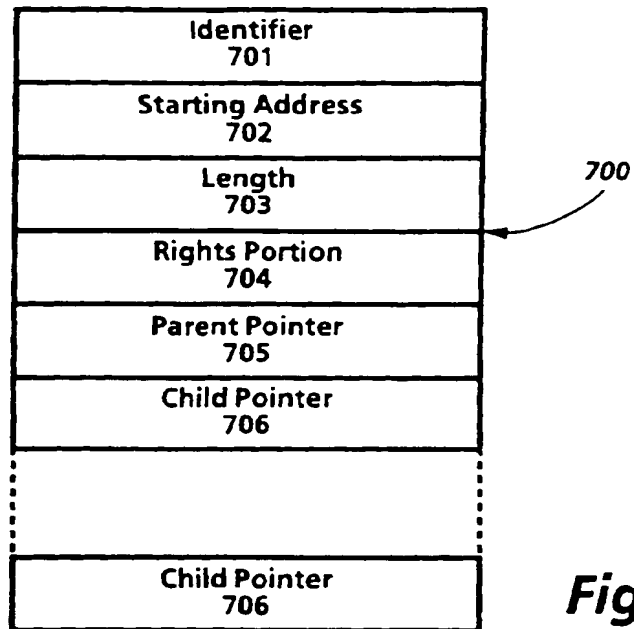 Identifier
701
Starting Address
702
Length
703
700
Rights Portion
704
Parent Pointer
705
Child Pointer
706
Child Pointer
706
Fig